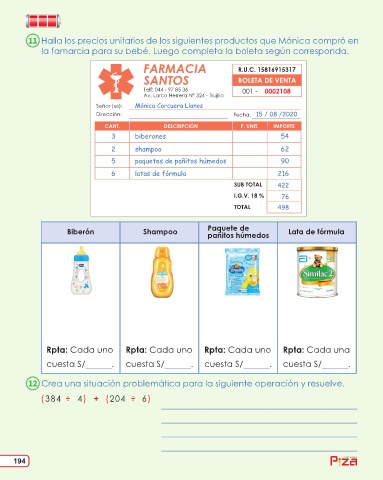 11 Halla los precios unitarios de los siguientes productos que Mónica compró en
la famarcia para su bebé. Luego completa la boleta según corresponda.
FARMACIA
SANTOS
Telf: 044 - 97 85 36
Av. Larco Herrera N° 324 - Trujillo
R.U.C. 15816915317
BOLETA DE VENTA
001 - 0002108
Señor (es): Mónica Corcuera Llanos
Dirección: Fecha: 15 / 08 /2020
CANT. DESCRIPCIÓN P. UNIT. IMPORTE
3 biberones 54
2 shampoo 62
5 paquetes de pañitos húmedos 90
6 latas de fórmula 216
SUB TOTAL 422
I.G.V. 18 % 76
TOTAL 498
Biberón Shampoo Paquete de pañitos húmedos Lata de fórmula
Similac 2
Rpta: Cada uno Rpta: Cada uno Rpta: Cada uno Rpta: Cada una
cuesta S/______. cuesta S/______. cuesta S/______. cuesta S/______.
12 Crea una situación problemática para la siguiente operación y resuelve.
(384 ÷ 4) + (204 ÷ 6)
194
Piza